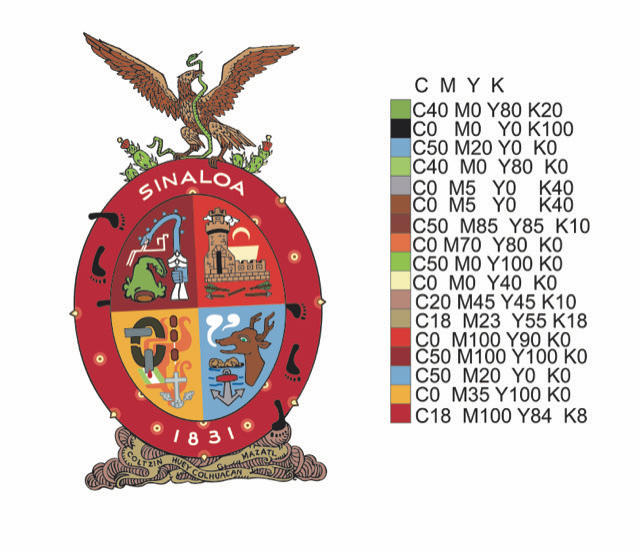 SINALOA
1831
COLTZIN HUEY COLHUACAN MAZATL
C M Y K
C40 M0 Y80 K20
C0 M0 Y0 K100
C50 M20 Y0 K0
C40 M0 Y80 K0
C0 M5 Y0 K40
C0 M5 Y0 K40
C50 M85 Y85 K10
C0 M70 Y80 K0
C50 M0 Y100 K0
C0 M0 Y40 K0
C20 M45 Y45 K10
C18 M23 Y55 K18
C0 M100 Y90 K0
C50 M100 Y100 K0
C50 M20 Y0 K0
C0 M35 Y100 K0
C18 M100 Y84 K8